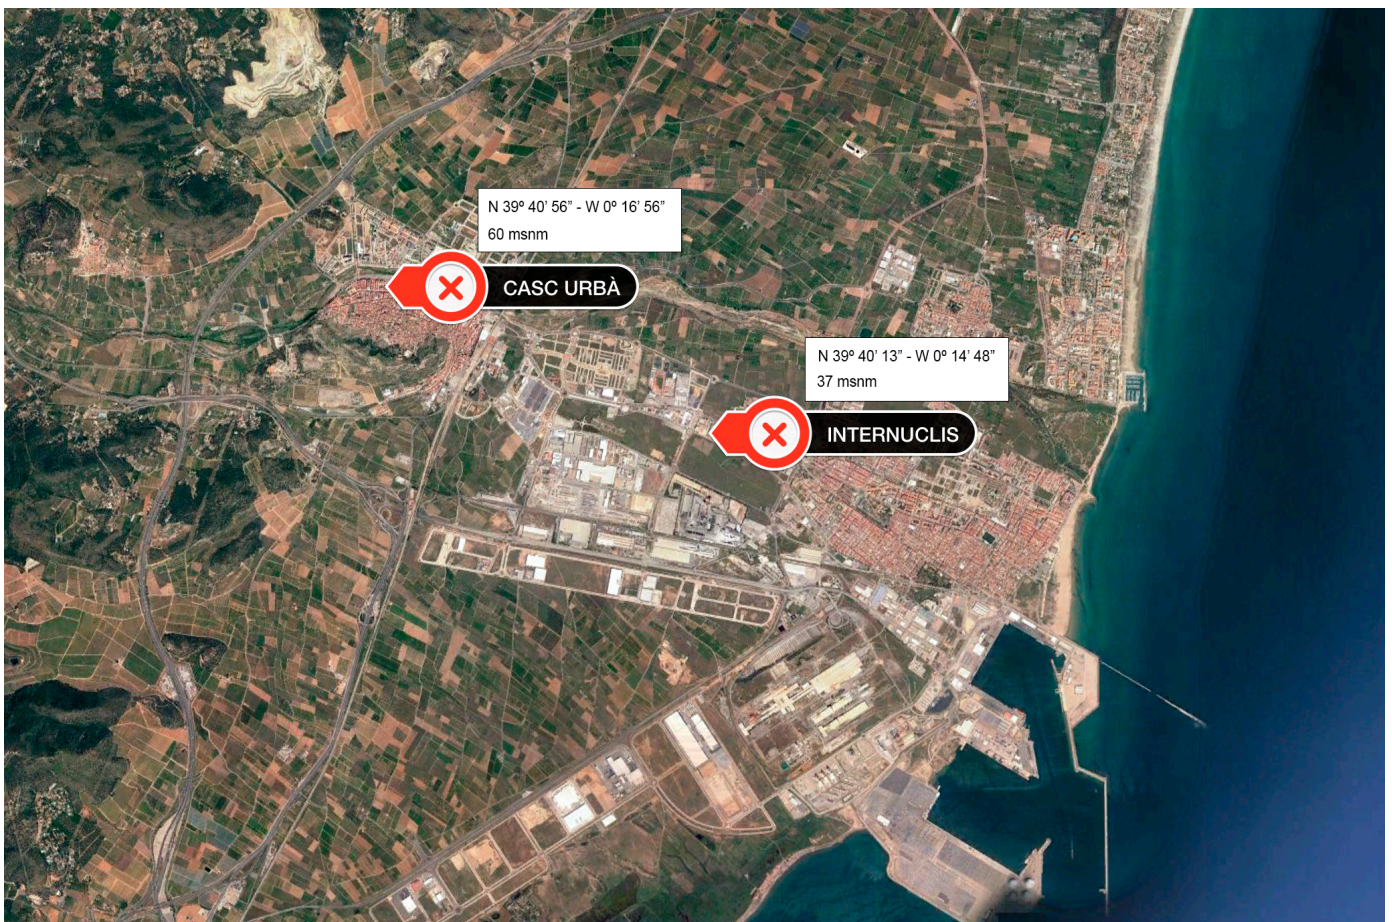 N 39º 40’ 56” - W 0º 16’ 56”
60 msnm
CASC URBÀ
N 39º 40’ 13” - W 0º 14’ 48”
37 msnm
INTERNUCLIS